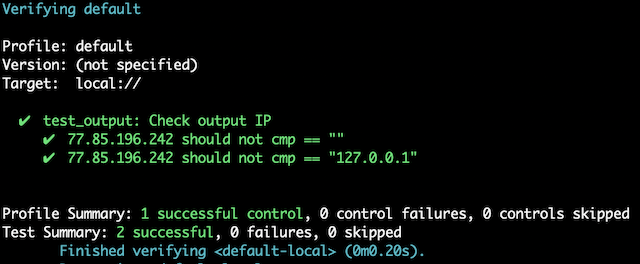 Verifying default
Profile: default
Version: (not specified)
Target:  local://
✔  test_output: Check output IP
✔  77.85.196.242 should not cmp == ""
✔  77.85.196.242 should not cmp == "127.0.0.1"
Profile Summary: 1 successful control, 0 control failures, 0 controls skipped
Test Summary: 2 successful, 0 failures, 0 skipped
Finished verifying <default-local> (0m0.20s).